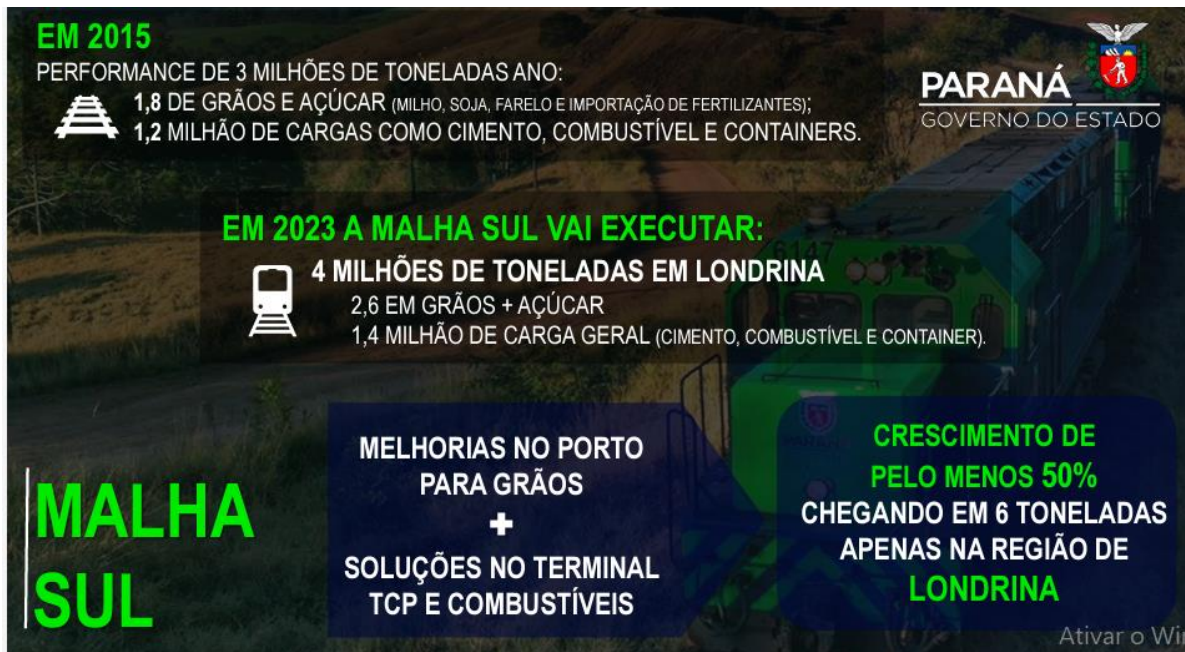 EM 2015
PERFORMANCE DE 3 MILHÕES DE TONELADAS ANO:
1,8 DE GRÃOS E AÇÚCAR (MILHO, SOJA, FARELO E IMPORTAÇÃO DE FERTILIZANTES);
1,2 MILHÃO DE CARGAS COMO CIMENTO, COMBUSTÍVEL E CONTAINERS.
PARANÁ
GOVERNO DO ESTADO
EM 2023 A MALHA SUL VAI EXECUTAR:
4 MILHÕES DE TONELADAS EM LONDRINA
2,6 EM GRÃOS + AÇÚCAR
1,4 MILHÃO DE CARGA GERAL (CIMENTO, COMBUSTÍVEL E CONTAINER).
6147
MALHA
SUL
MELHORIAS NO PORTO
PARA GRÃOS
+
SOLUÇÕES NO TERMINAL
TCP E COMBUSTÍVEIS
CRESCIMENTO DE
PELO MENOS 50%
CHEGANDO EM 6 TONELADAS
APENAS NA REGIÃO DE
LONDRINA
PARANÁ
Ativar o Wi